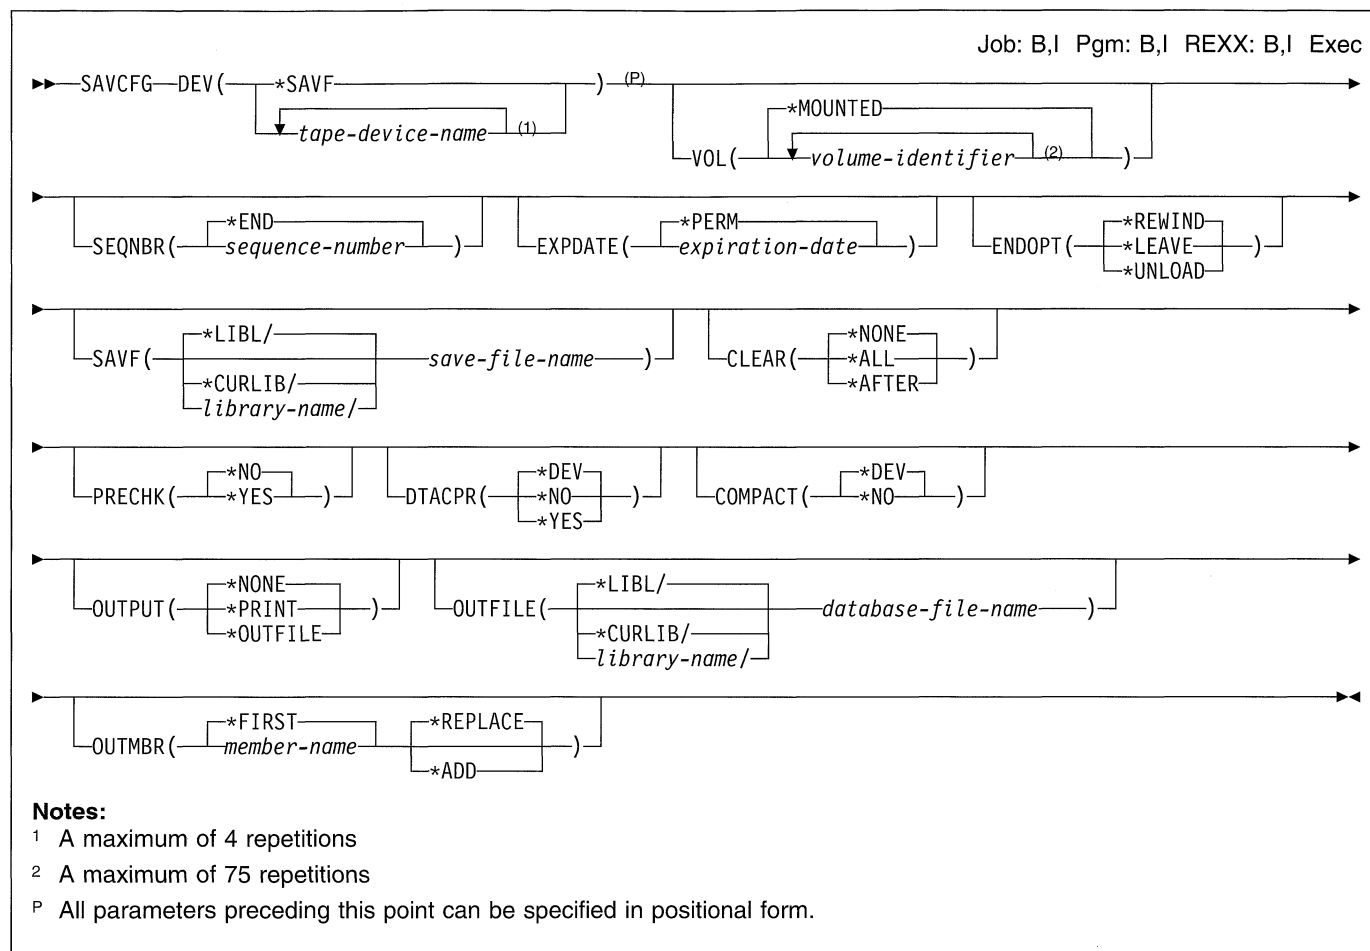 Job: B,I Pgm: B,I REXX: B,I Exec
SAVCFG DEV( *SAVF ) (P) *MOUNTED
tape-device-name (1) VOL( volume-identifier (2) )
*END *PERM *REWIND
SEQNBR( sequence-number ) EXPDATE( expiration-date ) ENDOPT( *LEAVE )
*UNLOAD
*LIBL/ *NONE
SAVF( save-file-name ) CLEAR( *ALL )
*CURLIB/ *AFTER
library-name/
*NO *DEV *DEV
PRECHK( *YES ) DTACPR( *NO ) COMPACT( *NO )
*YES
*NONE *LIBL/
OUTPUT( *PRINT ) OUTFILE( database-file-name )
*OUTFILE *CURLIB/
library-name/
*FIRST *REPLACE
OUTMBR( member-name )
*ADD
Notes:
1 A maximum of 4 repetitions
2 A maximum of 75 repetitions
P All parameters preceding this point can be specified in positional form.